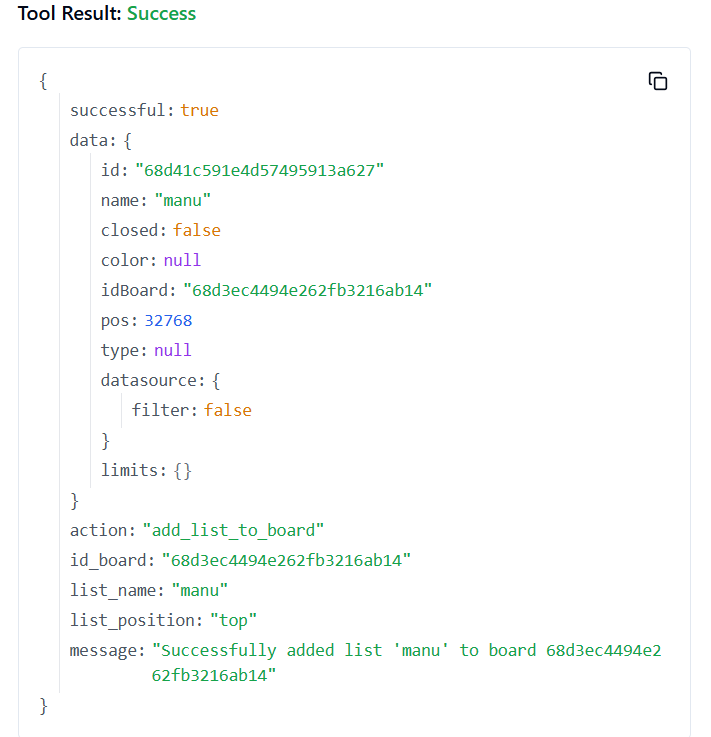 Tool Result: Success
{
successful: true
data: {
id: "68d41c591e4d57495913a627"
name: "manu"
closed: false
color: null
idBoard: "68d3ec4494e262fb3216ab14"
pos: 32768
type: null
datasource: {
filter: false
}
limits: {}
}
action: "add_list_to_board"
id_board: "68d3ec4494e262fb3216ab14"
list_name: "manu"
list_position: "top"
message: "Successfully added list 'manu' to board 68d3ec4494e2
62fb3216ab14"
}